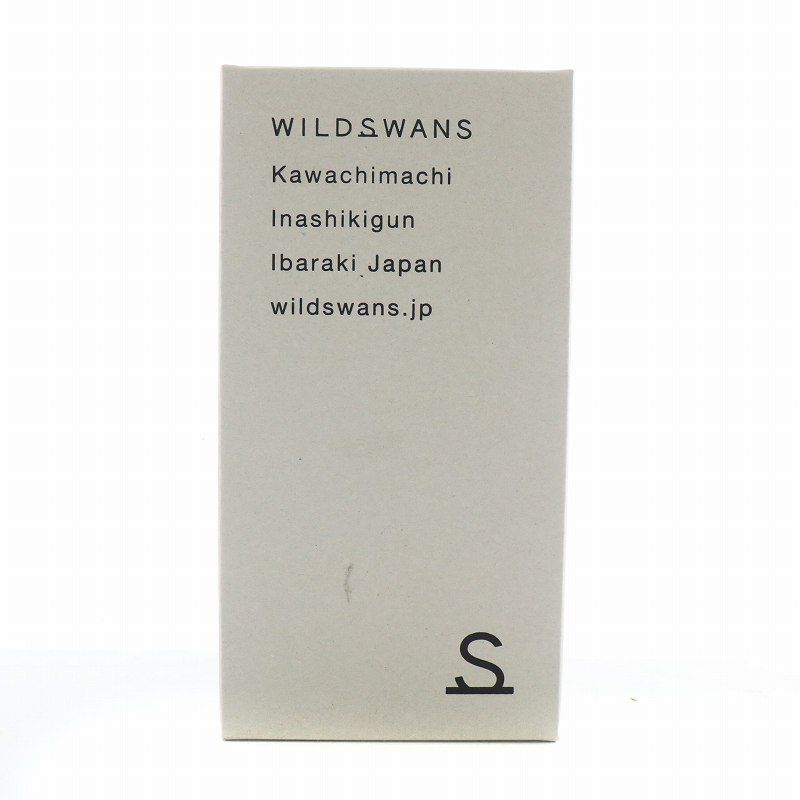 WILDSWANS
Kawachimachi
Inashikigun
Ibaraki Japan
wildswans.jp
S